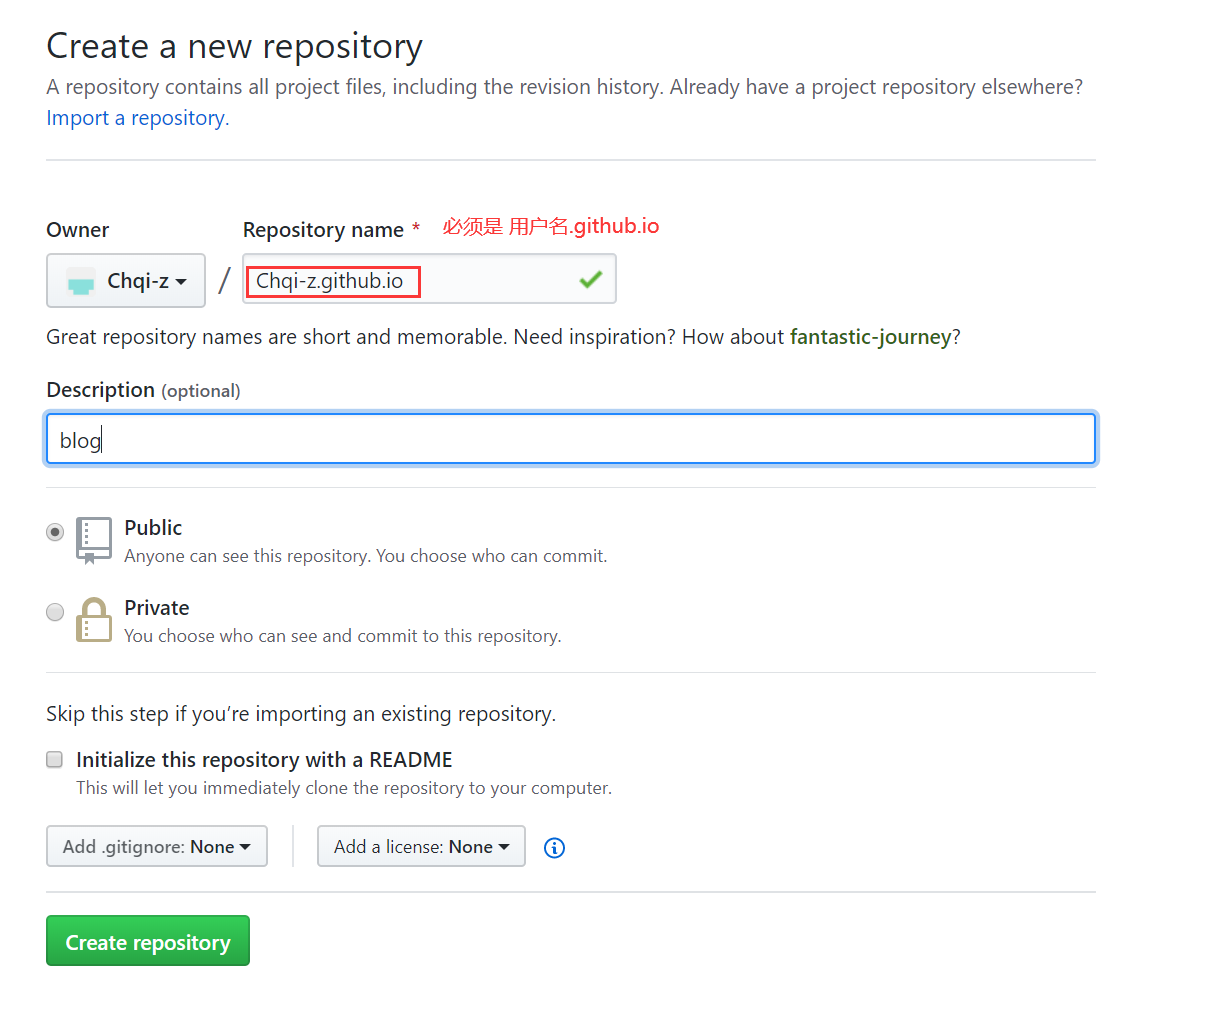 Create a new repository
A repository contains all project files, including the revision history. Already have a project repository elsewhere?
Import a repository.
Owner
Repository name *
必须是 用户名.github.io
Chqi-z
/
Chqi-z.github.io
Great repository names are short and memorable. Need inspiration? How about fantastic-journey?
Description (optional)
blog
Public
Anyone can see this repository. You choose who can commit.
Private
You choose who can see and commit to this repository.
Skip this step if you’re importing an existing repository.
Initialize this repository with a README
This will let you immediately clone the repository to your computer.
Add .gitignore: None
Add a license: None
Create repository